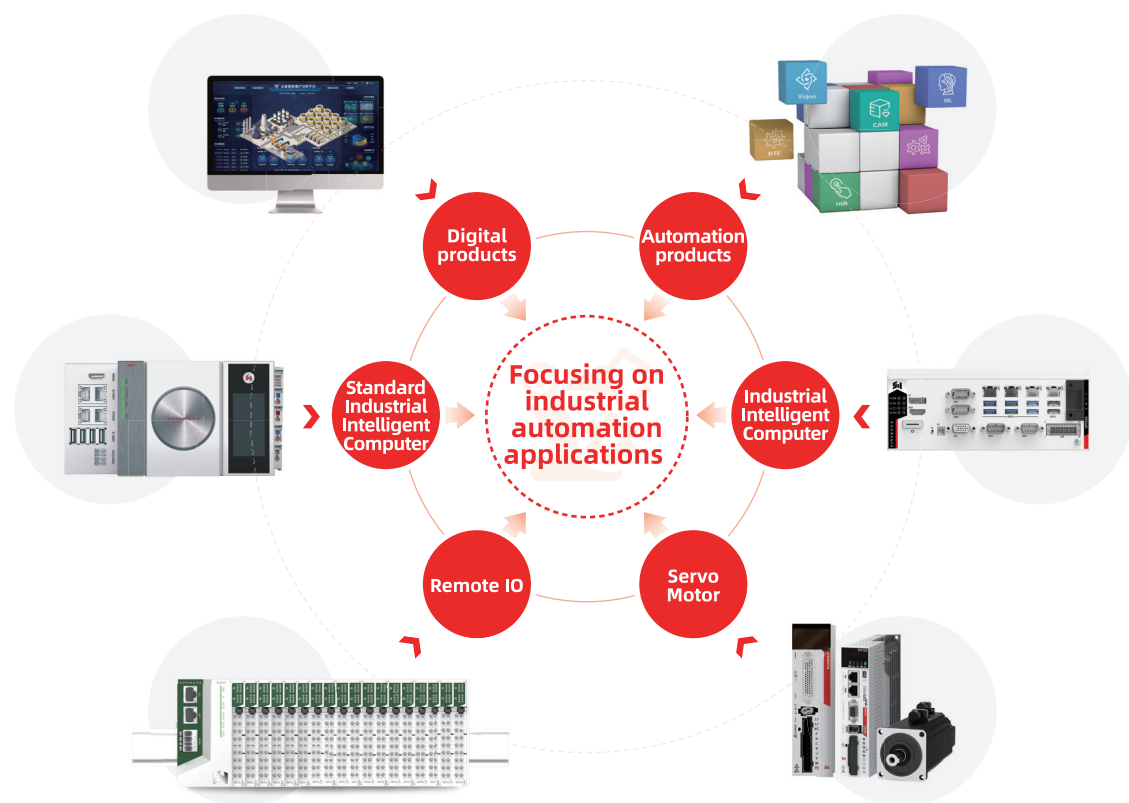 Vision
ML
CAM
RTE
HMI
Digital
products
Automation
products
Focusing on
industrial
automation
applications
Standard
Industrial
Intelligent
Computer
Industrial
Intelligent
Computer
Remote IO
Servo
Motor